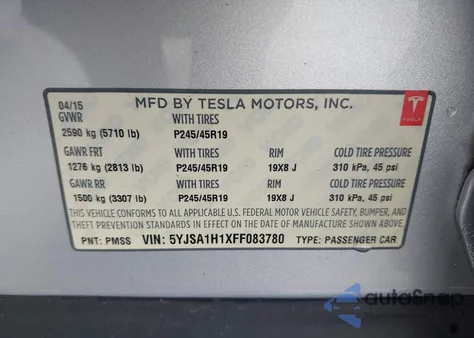 04/15 MFD BY TESLA MOTORS, INC.
GVWR WITH TIRES
2590 kg (5710 lb) P245/45R19
GAWR FRT WITH TIRES RIM COLD TIRE PRESSURE
1276 kg (2813 lb) P245/45R19 19X8 J 310 kPa, 45 psi
GAWR RR WITH TIRES RIM COLD TIRE PRESSURE
1500 kg (3307 lb) P245/45R19 19X8 J 310 kPa, 45 psi
THIS VEHICLE CONFORMS TO ALL APPLICABLE U.S. FEDERAL MOTOR VEHICLE SAFETY, BUMPER, AND
THEFT PREVENTION STANDARDS IN EFFECT ON THE DATE OF MANUFACTURE SHOWN ABOVE.
PNT: PMSS VIN: 5YJSA1H1XFF083780 TYPE: PASSENGER CAR
TESLA
autoSnap